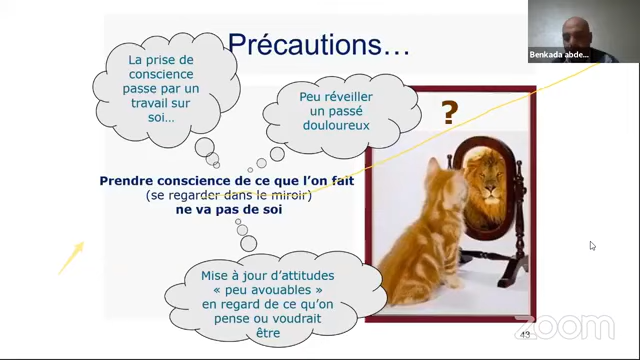 Précautions…
Benkada abde...
La prise de
conscience
passe par un
travail sur
soi…
Peu réveiller
un passé
douloureux
?
Prendre conscience de ce que l’on fait
(se regarder dans le miroir)
ne va pas de soi
Mise à jour d’attitudes
« peu avouables »
en regard de ce qu’on
pense ou voudrait
être
43
zoom